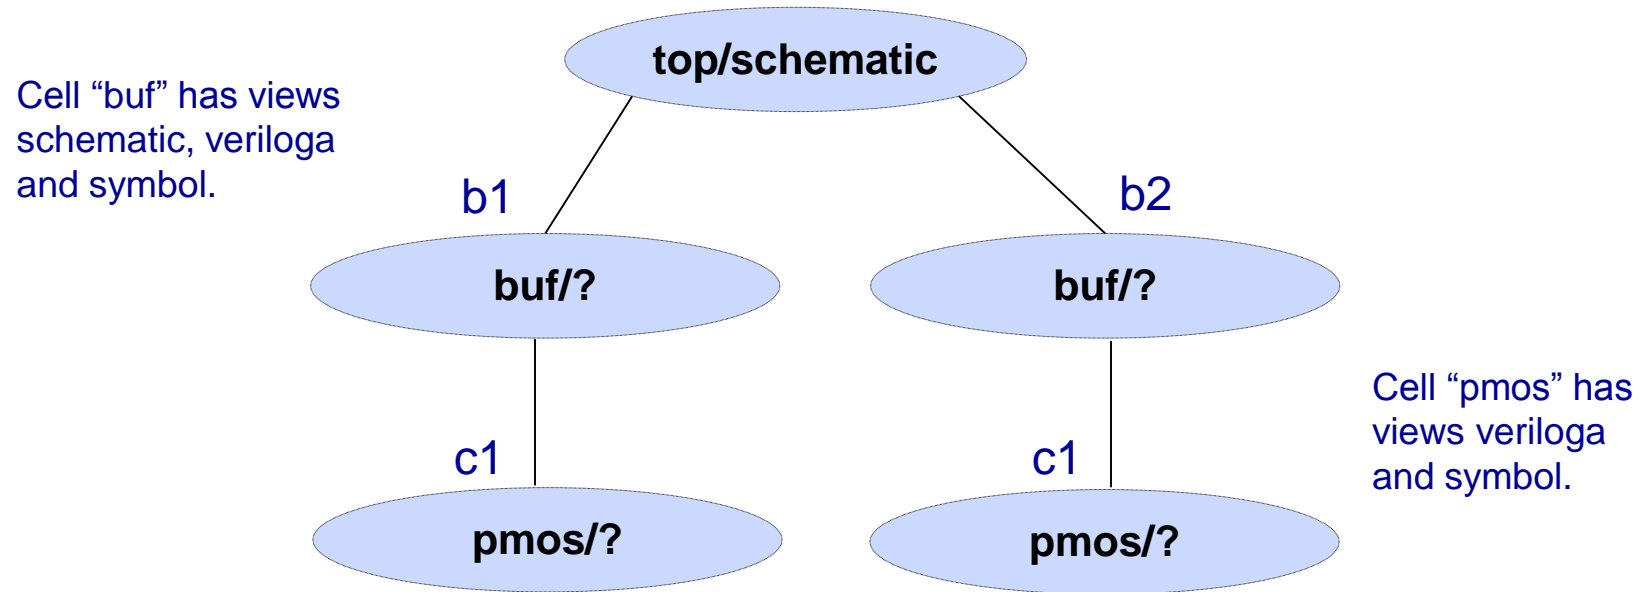 top/schematic
Cell “buf” has views
schematic, veriloga
and symbol.
b1
b2
buf/?
buf/?
Cell “pmos” has
views veriloga
and symbol.
c1
c1
pmos/?
pmos/?